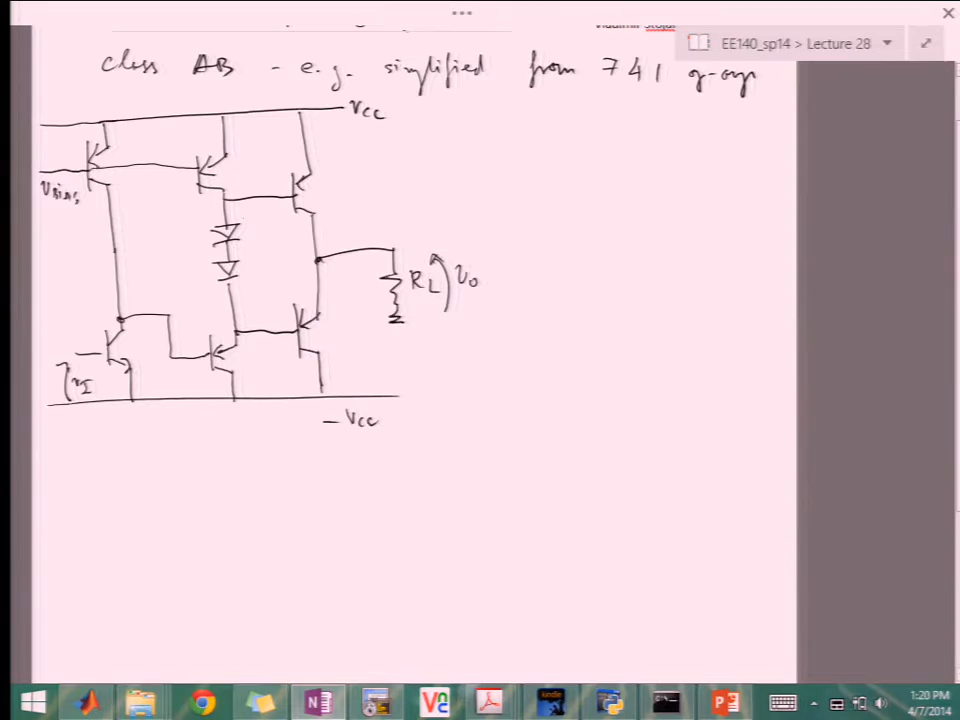 EE140_sp14 > Lecture 28
class AB - e.g. simplified from 741 op-amp
Vcc
VBIAS
RL
vo
vI
- Vcc
1:20 PM
4/7/2014